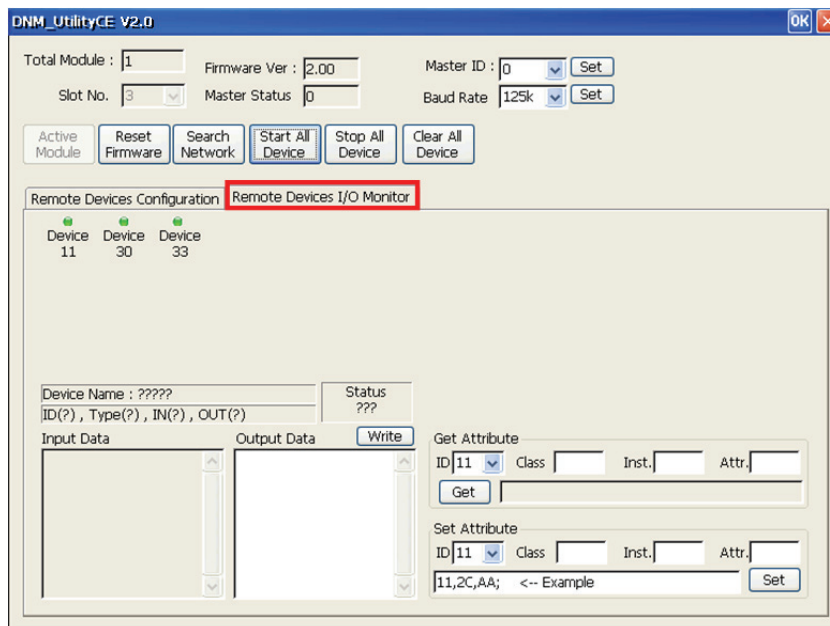 DNM_UtilityCE V2.0 OK
Total Module : 1 Firmware Ver : 2.00 Master ID : 0 Set
Slot No. 3 Master Status 0 Baud Rate 125k Set
Active Module Reset Firmware Search Network Start All Device Stop All Device Clear All Device
Remote Devices Configuration Remote Devices I/O Monitor
Device 11 Device 30 Device 33
Device Name : ?????
ID(?) , Type(?) , IN(?) , OUT(?)
Status
???
Input Data Output Data Write
Get Attribute
ID 11 Class Inst. Attr.
Get
Set Attribute
ID 11 Class Inst. Attr.
11,2C,AA; <-- Example Set